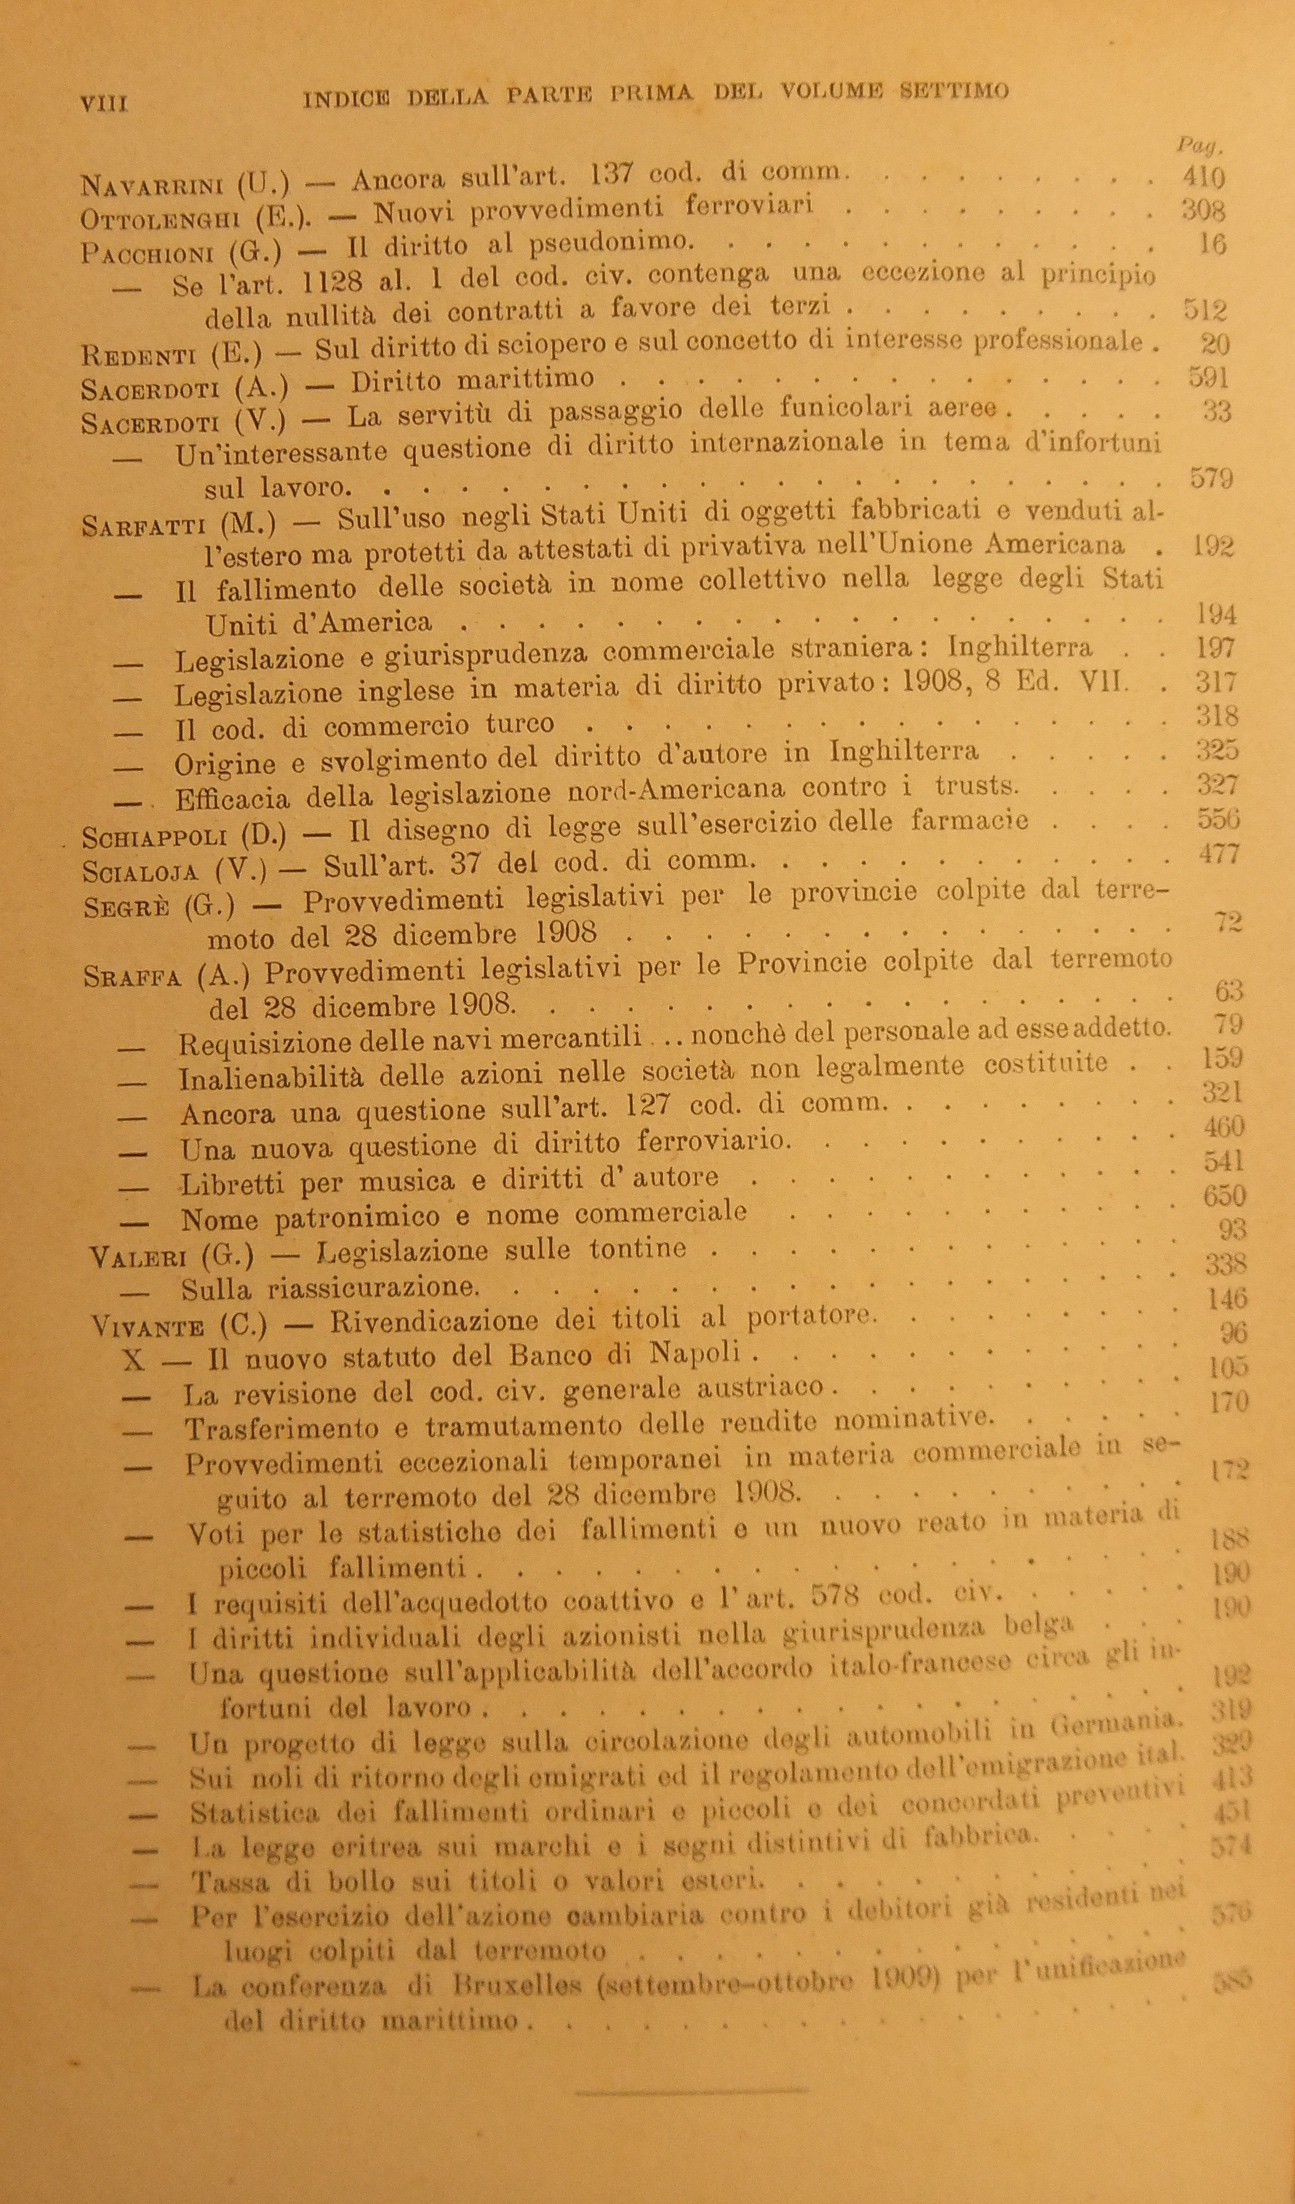 VIII INDICE DELLA PARTE PRIMA DEL VOLUME SETTIMO
Pag.
NAVARRINI (U.) — Ancora sull'art. 137 cod. di comm. . . . . . . . . 410
OTTOLENGHI (E.). — Nuovi provvedimenti ferroviari . . . . . . . . . 308
PACCHIONI (G.) — Il diritto al pseudonimo. . . . . . . . . . . . . 16
— Se l'art. 1128 al. 1 del cod. civ. contenga una eccezione al principio
della nullità dei contratti a favore dei terzi . . . . . . . . . 512
REDENTI (E.) — Sul diritto di sciopero e sul concetto di interesse professionale . 20
SACERDOTI (A.) — Diritto marittimo . . . . . . . . . . . . . . . 591
SACERDOTI (V.) — La servitù di passaggio delle funicolari aeree . . . . . 33
— Un'interessante questione di diritto internazionale in tema d'infortuni
sul lavoro. . . . . . . . . . . . . . . . . . . . . . 579
SARFATTI (M.) — Sull'uso negli Stati Uniti di oggetti fabbricati e venduti al-
l'estero ma protetti da attestati di privativa nell'Unione Americana . 192
— Il fallimento delle società in nome collettivo nella legge degli Stati
Uniti d'America . . . . . . . . . . . . . . . . . . . 194
— Legislazione e giurisprudenza commerciale straniera: Inghilterra . . 197
— Legislazione inglese in materia di diritto privato: 1908, 8 Ed. VII. . 317
— Il cod. di commercio turco . . . . . . . . . . . . . . . . 318
— Origine e svolgimento del diritto d'autore in Inghilterra . . . . . 325
— Efficacia della legislazione nord-Americana contro i trusts. . . . . 327
SCHIAPPOLI (D.) — Il disegno di legge sull'esercizio delle farmacie . . . . 556
SCIALOJA (V.) — Sull'art. 37 del cod. di comm. . . . . . . . . . . . 477
SEGRÈ (G.) — Provvedimenti legislativi per le provincie colpite dal terre-
moto del 28 dicembre 1908 . . . . . . . . . . . . . . . 72
SRAFFA (A.) Provvedimenti legislativi per le Provincie colpite dal terremoto
del 28 dicembre 1908. . . . . . . . . . . . . . . . . . 63
— Requisizione delle navi mercantili ... nonchè del personale ad esse addetto. 79
— Inalienabilità delle azioni nelle società non legalmente costituite . . 159
— Ancora una questione sull'art. 127 cod. di comm. . . . . . . . . 321
— Una nuova questione di diritto ferroviario. . . . . . . . . . . 460
— Libretti per musica e diritti d'autore . . . . . . . . . . . . 541
— Nome patronimico e nome commerciale . . . . . . . . . . . 650
VALERI (G.) — Legislazione sulle tontine . . . . . . . . . . . . . 93
— Sulla riassicurazione. . . . . . . . . . . . . . . . . . . 338
VIVANTE (C.) — Rivendicazione dei titoli al portatore. . . . . . . . . 146
X — Il nuovo statuto del Banco di Napoli . . . . . . . . . . . . 96
— La revisione del cod. civ. generale austriaco . . . . . . . . . . 105
— Trasferimento e tramutamento delle rendite nominative. . . . . . 170
— Provvedimenti eccezionali temporanei in materia commerciale in se-
guito al terremoto del 28 dicembre 1908. . . . . . . . . . . 172
— Voti per le statistiche dei fallimenti e un nuovo reato in materia di
piccoli fallimenti . . . . . . . . . . . . . . . . . . . 188
— I requisiti dell'acquedotto coattivo e l'art. 578 cod. civ. . . . . . 190
— I diritti individuali degli azionisti nella giurisprudenza belga . . . 190
— Una questione sull'applicabilità dell'accordo italo-francese circa gli in-
fortuni del lavoro . . . . . . . . . . . . . . . . . . . 192
— Un progetto di legge sulla circolazione degli automobili in Germania. 319
— Sui noli di ritorno degli emigrati ed il regolamento dell'emigrazione ital. 329
— Statistica dei fallimenti ordinari e piccoli e dei concordati preventivi 413
— La legge eritrea sui marchi e i segni distintivi di fabbrica. . . . . 451
— Tassa di bollo sui titoli o valori esteri. . . . . . . . . . . . 574
— Per l'esercizio dell'azione cambiaria contro i debitori già residenti nei
luogi colpiti dal terremoto . . . . . . . . . . . . . . . 576
— La conferenza di Bruxelles (settembre-ottobre 1909) per l'unificazione
del diritto marittimo . . . . . . . . . . . . . . . . . 585